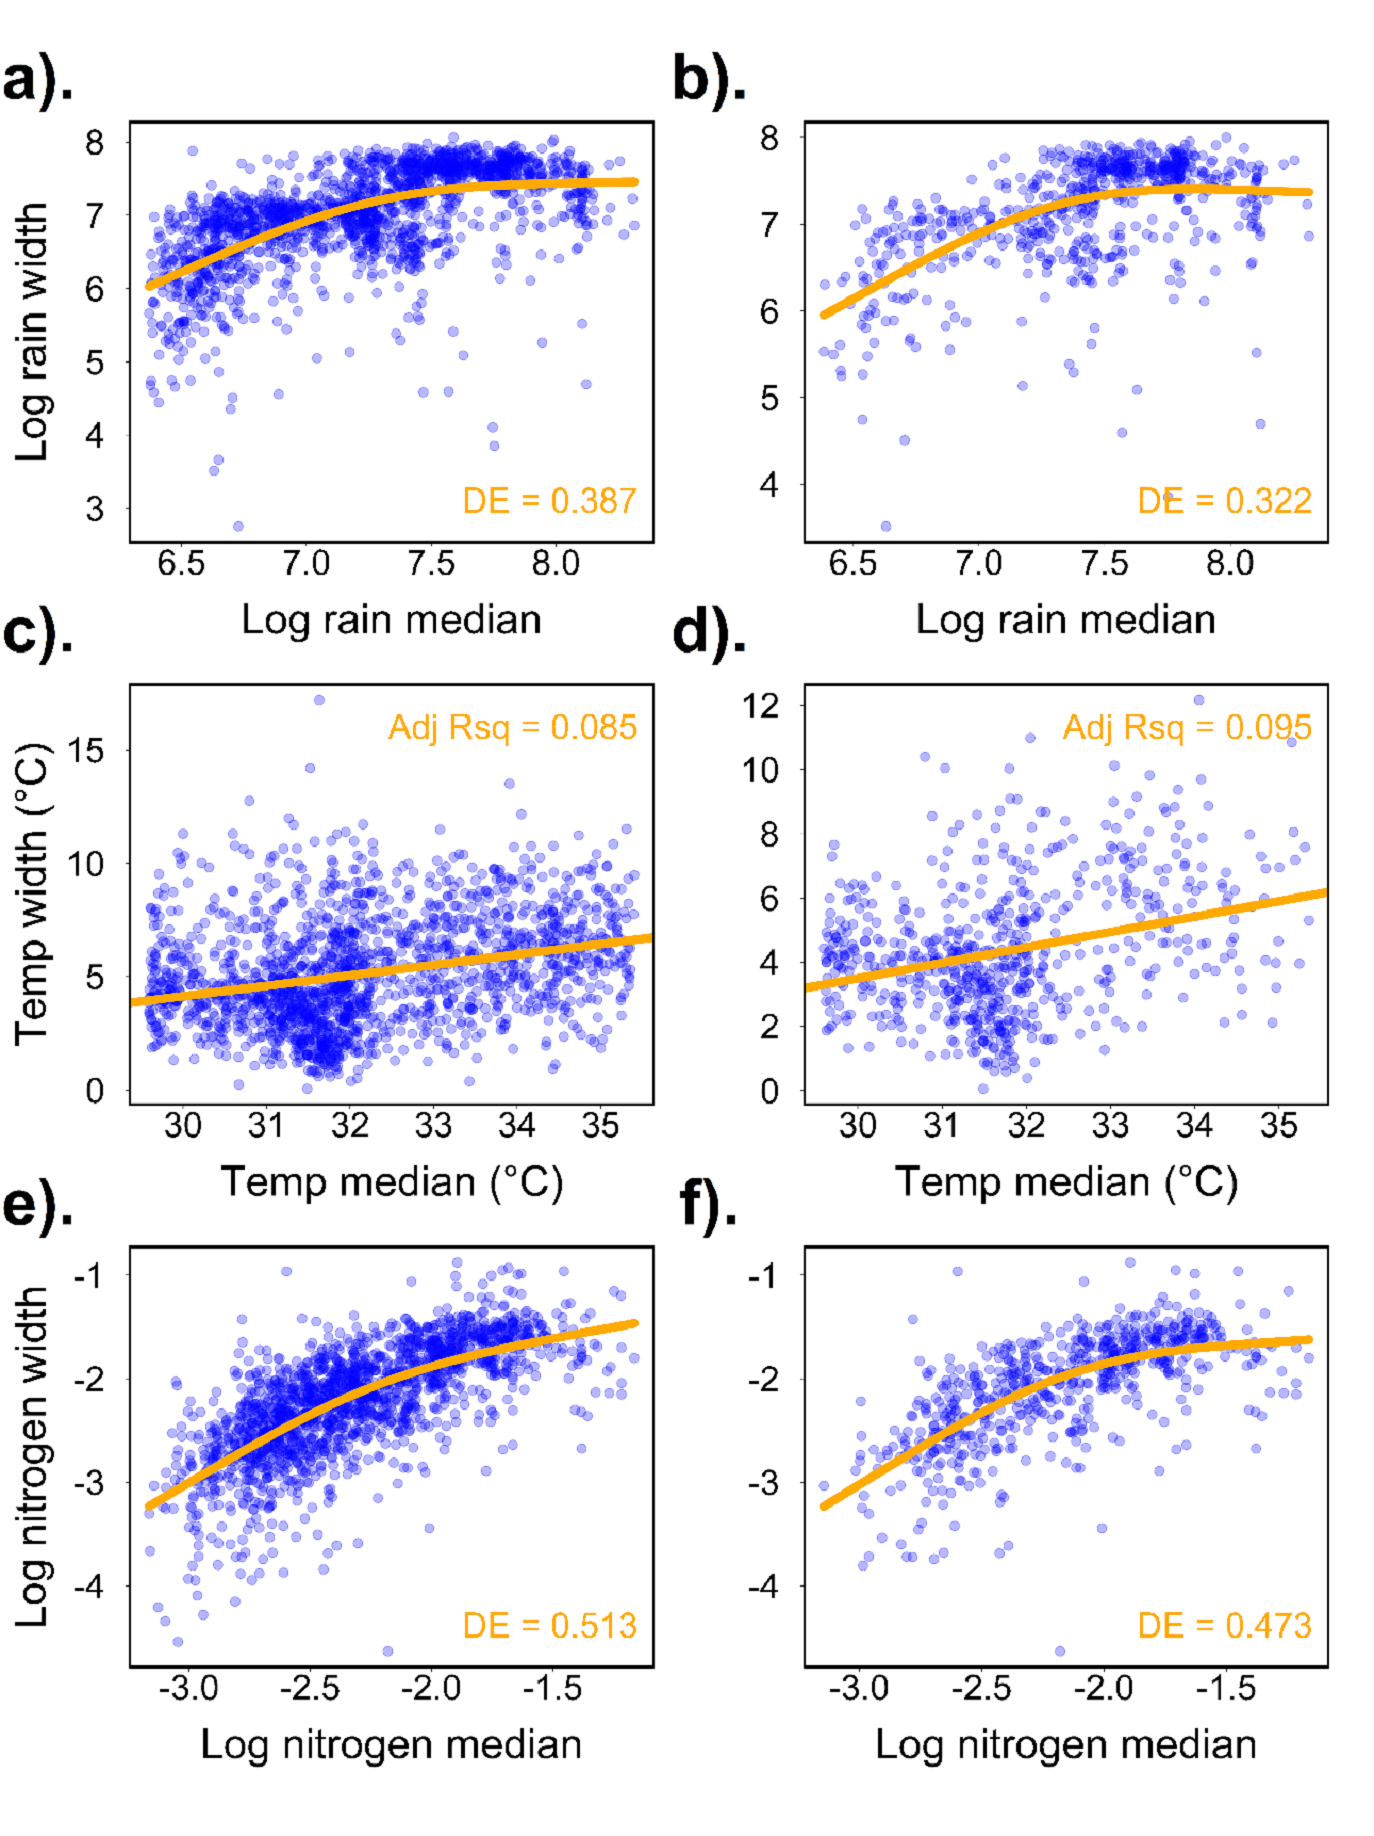 a).
b).
8
7
6
5
4
3
Log rain width
DE = 0.387
6.5 7.0 7.5 8.0
Log rain median
8
7
6
5
4
DE = 0.322
6.5 7.0 7.5 8.0
Log rain median
c).
d).
15
10
5
0
Temp width (°C)
Adj Rsq = 0.085
30 31 32 33 34 35
Temp median (°C)
12
10
8
6
4
2
0
Adj Rsq = 0.095
30 31 32 33 34 35
Temp median (°C)
e).
f).
-1
-2
-3
-4
Log nitrogen width
DE = 0.513
-3.0 -2.5 -2.0 -1.5
Log nitrogen median
-1
-2
-3
-4
DE = 0.473
-3.0 -2.5 -2.0 -1.5
Log nitrogen median